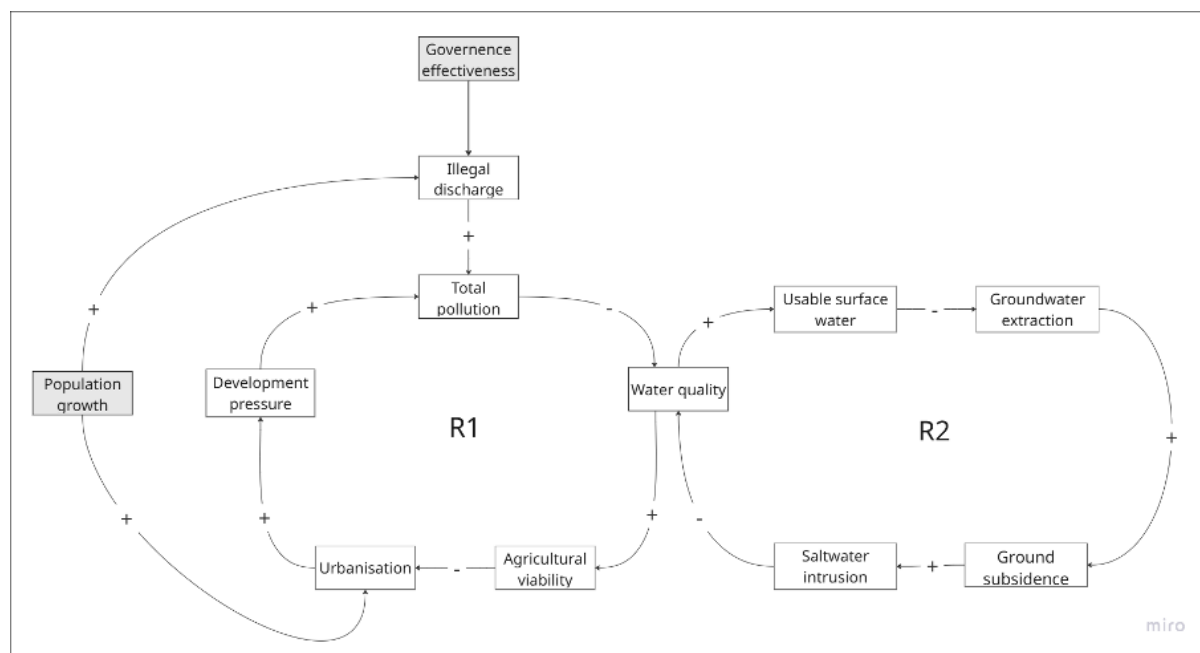 Governence
effectiveness
Illegal
discharge
+
Total
pollution
+
-
+
Population
growth
Development
pressure
Water quality
R1
+
Usable surface
water
-
Groundwater
extraction
R2
+
+
+
Urbanisation
-
Agricultural
viability
+
-
Saltwater
intrusion
+
Ground
subsidence
miro